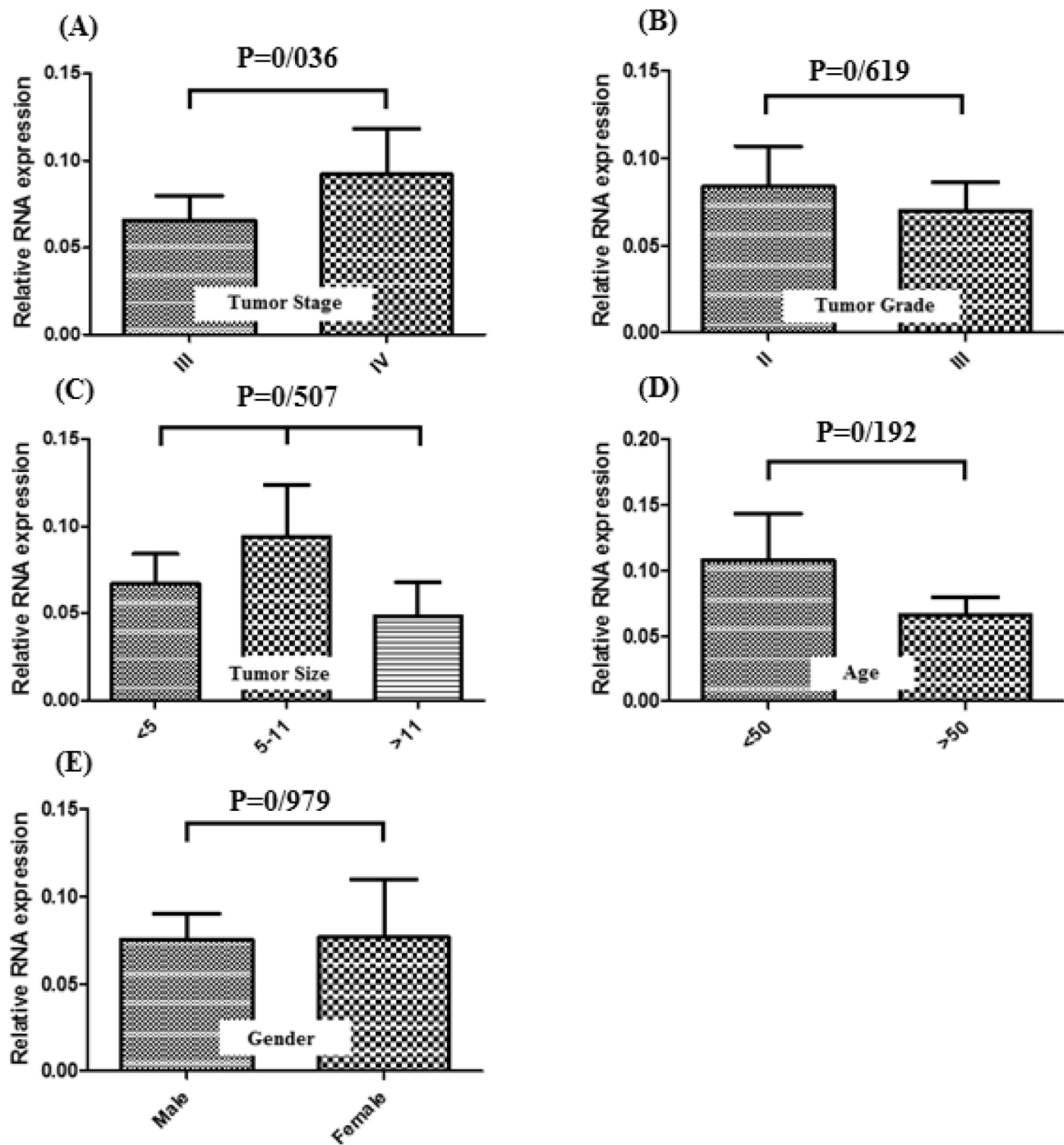 (A)
P=0/036
Relative RNA expression
0.15
0.10
0.05
0.00
Tumor Stage
III
IV
(B)
P=0/619
Relative RNA expression
0.15
0.10
0.05
0.00
Tumor Grade
II
III
(C)
P=0/507
Relative RNA expression
0.15
0.10
0.05
0.00
Tumor Size
<5
5-11
>11
(D)
P=0/192
Relative RNA expression
0.20
0.15
0.10
0.05
0.00
Age
<50
>50
(E)
P=0/979
Relative RNA expression
0.15
0.10
0.05
0.00
Gender
Male
Female